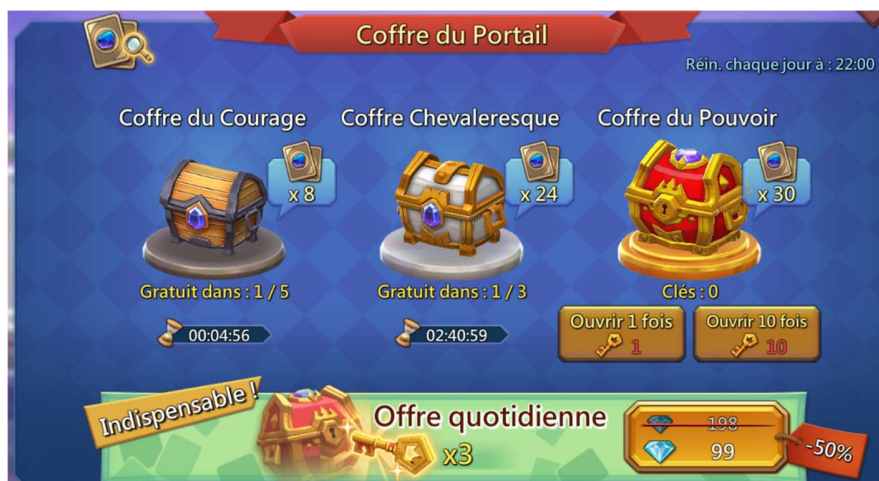 Coffre du Portail
Réin. chaque jour à : 22:00
Coffre du Courage
Coffre Chevaleresque
Coffre du Pouvoir
x 8
x 24
x 30
Gratuit dans : 1 / 5
Gratuit dans : 1 / 3
Clés : 0
00:04:56
02:40:59
Ouvrir 1 fois
1
Ouvrir 10 fois
10
Indispensable !
Offre quotidienne
x3
198
99
-50%